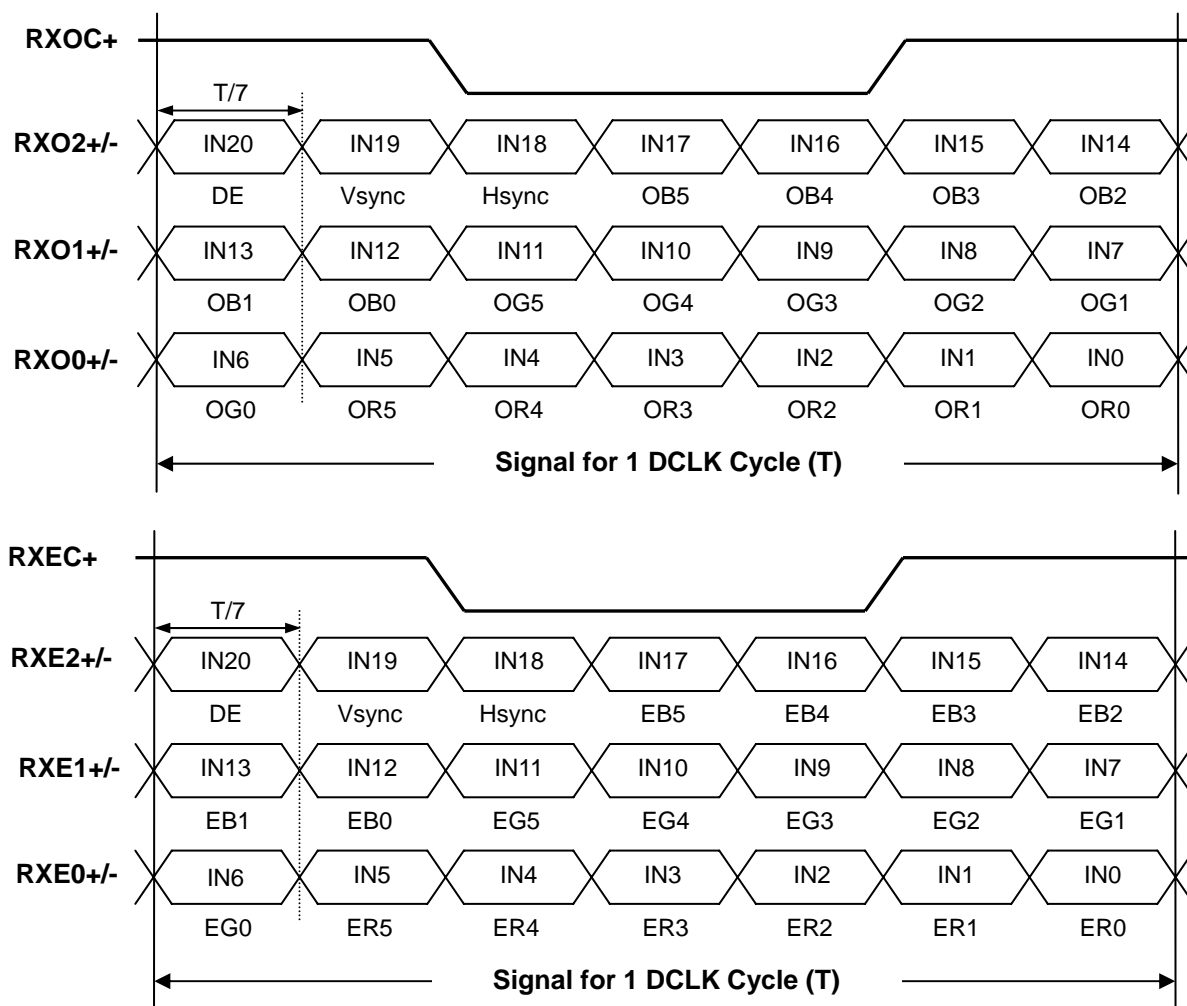 RXOC+
T/7
RXO2+/- IN20 IN19 IN18 IN17 IN16 IN15 IN14
DE Vsync Hsync OB5 OB4 OB3 OB2
RXO1+/- IN13 IN12 IN11 IN10 IN9 IN8 IN7
OB1 OB0 OG5 OG4 OG3 OG2 OG1
RXO0+/- IN6 IN5 IN4 IN3 IN2 IN1 IN0
OG0 OR5 OR4 OR3 OR2 OR1 OR0
Signal for 1 DCLK Cycle (T)
RXEC+
T/7
RXE2+/- IN20 IN19 IN18 IN17 IN16 IN15 IN14
DE Vsync Hsync EB5 EB4 EB3 EB2
RXE1+/- IN13 IN12 IN11 IN10 IN9 IN8 IN7
EB1 EB0 EG5 EG4 EG3 EG2 EG1
RXE0+/- IN6 IN5 IN4 IN3 IN2 IN1 IN0
EG0 ER5 ER4 ER3 ER2 ER1 ER0
Signal for 1 DCLK Cycle (T)